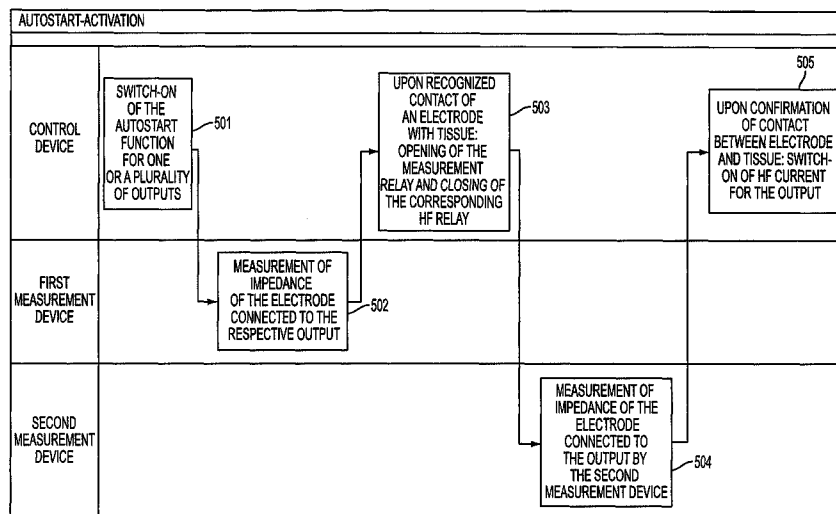 AUTOSTART-ACTIVATION
CONTROL
DEVICE
SWITCH-ON
OF THE
AUTOSTART
FUNCTION
FOR ONE
OR A PLURALITY
OF OUTPUTS
501
UPON RECOGNIZED
CONTACT OF
AN ELECTRODE
WITH TISSUE:
OPENING OF THE
MEASUREMENT
RELAY AND CLOSING OF
THE CORRESPONDING
HF RELAY
503
505
UPON CONFIRMATION
OF CONTACT
BETWEEN ELECTRODE
AND TISSUE: SWITCH-
ON OF HF CURRENT
FOR THE OUTPUT
FIRST
MEASUREMENT
DEVICE
MEASUREMENT OF
IMPEDANCE
OF THE ELECTRODE
CONNECTED TO THE
RESPECTIVE OUTPUT
502
SECOND
MEASUREMENT
DEVICE
MEASUREMENT OF
IMPEDANCE OF THE
ELECTRODE
CONNECTED TO
THE OUTPUT BY
THE SECOND
MEASUREMENT DEVICE
504